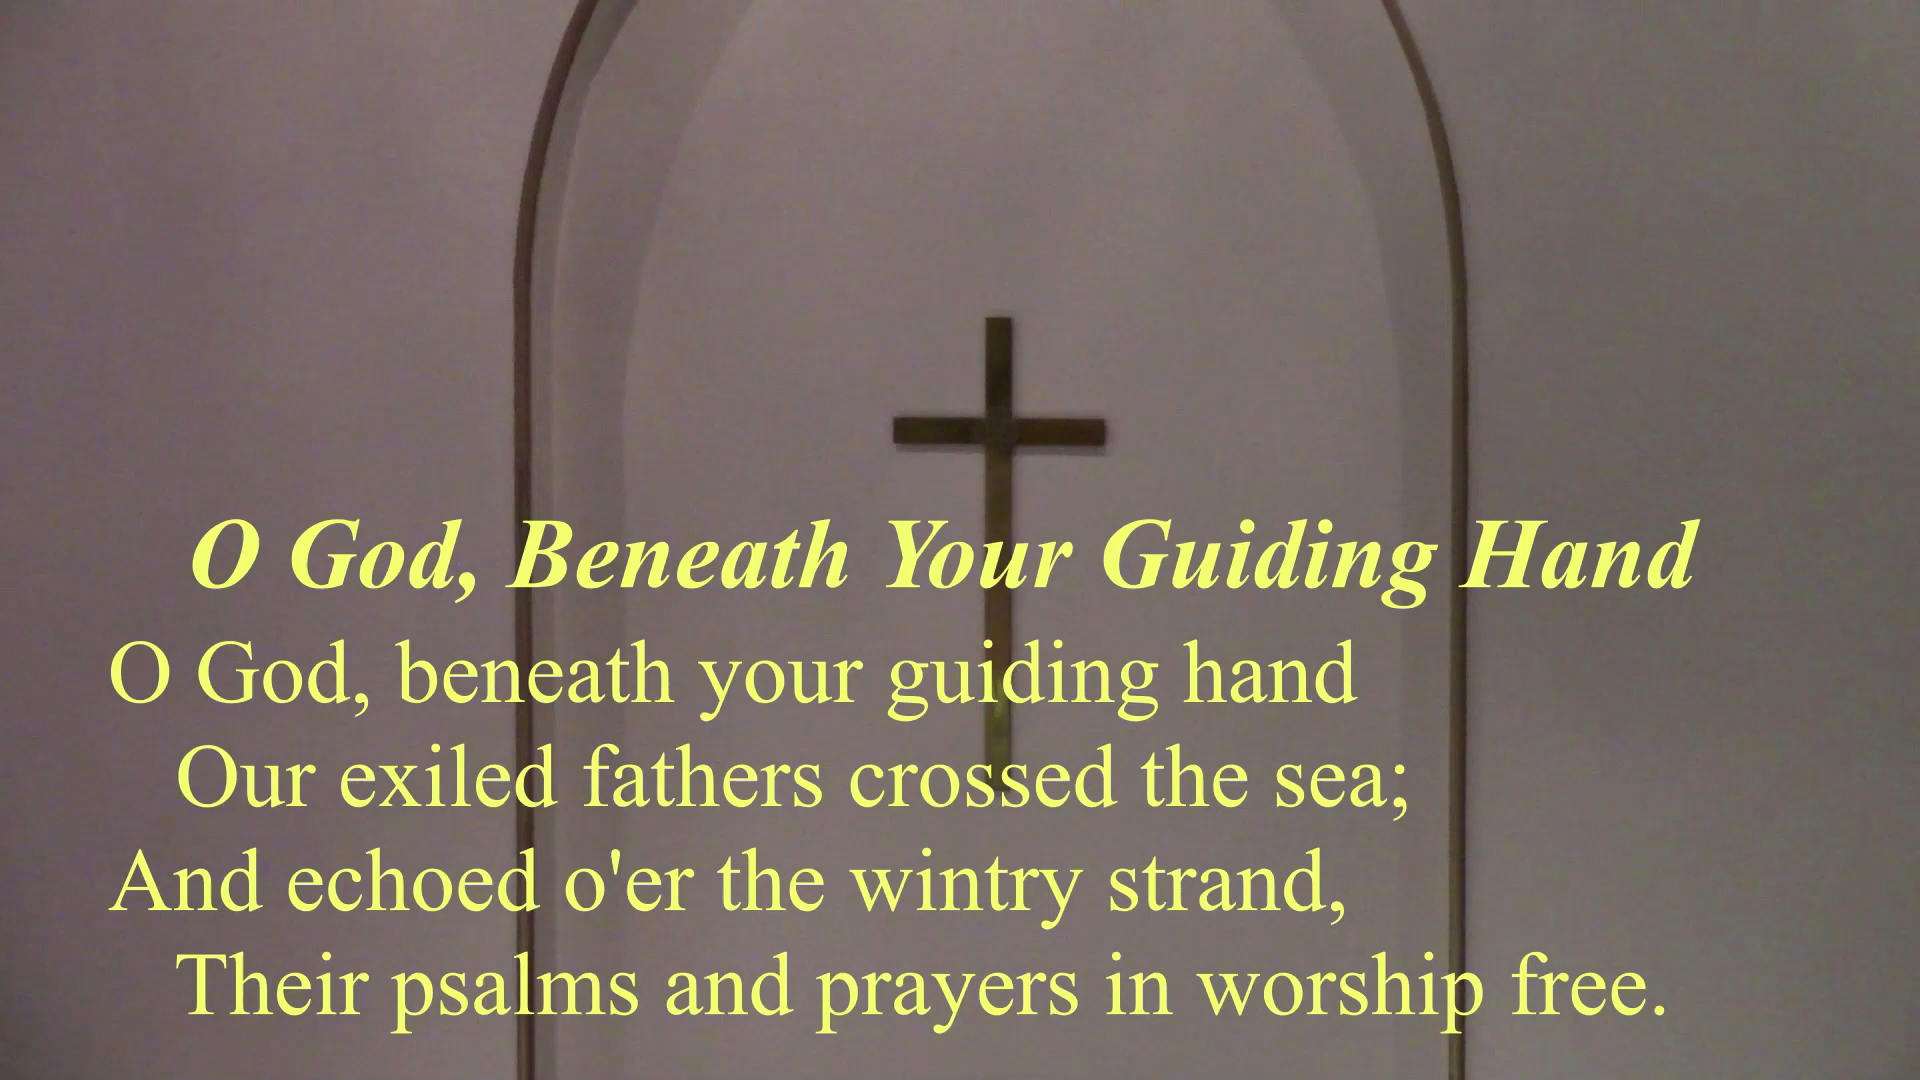 O God, Beneath Your Guiding Hand
O God, beneath your guiding hand
Our exiled fathers crossed the sea;
And echoed o'er the wintry strand,
Their psalms and prayers in worship free.